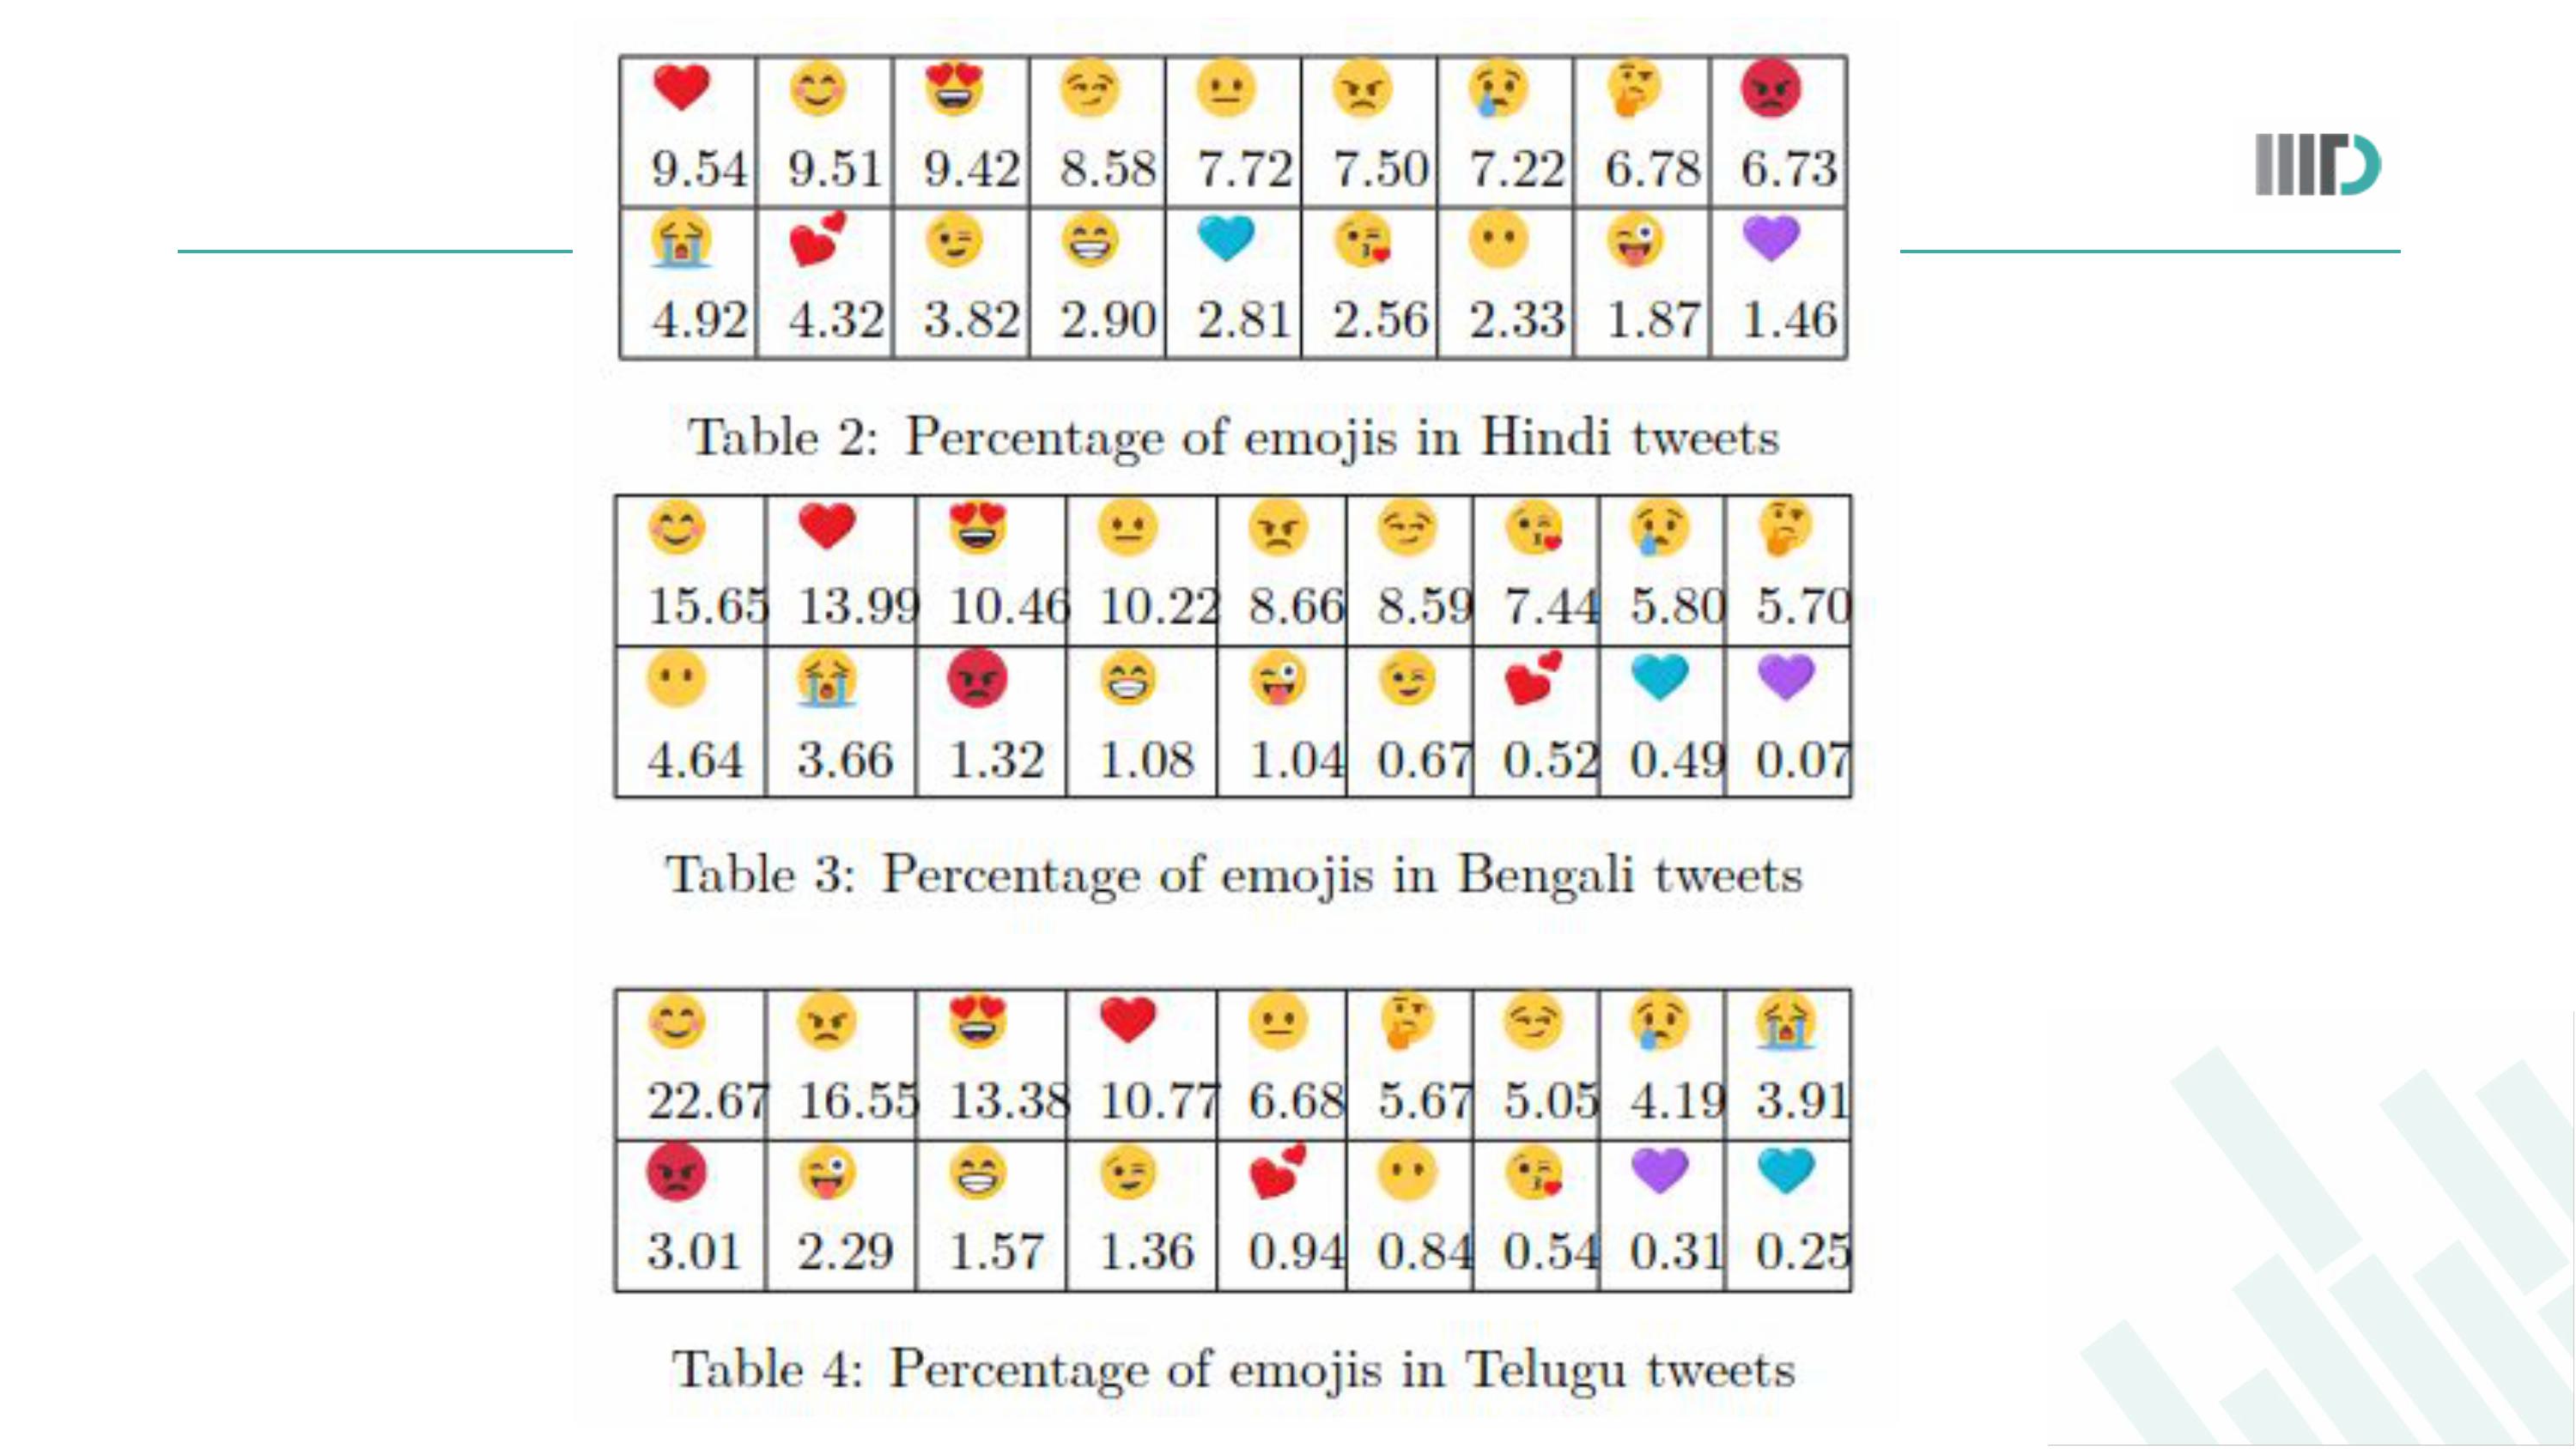 9.54 9.51 9.42 8.58 7.72 7.50 7.22 6.78 6.73
4.92 4.32 3.82 2.90 2.81 2.56 2.33 1.87 1.46
Table 2: Percentage of emojis in Hindi tweets
15.65 13.99 10.46 10.22 8.66 8.59 7.44 5.80 5.70
4.64 3.66 1.32 1.08 1.04 0.67 0.52 0.49 0.07
Table 3: Percentage of emojis in Bengali tweets
22.67 16.55 13.38 10.77 6.68 5.67 5.05 4.19 3.91
3.01 2.29 1.57 1.36 0.94 0.84 0.54 0.31 0.25
Table 4: Percentage of emojis in Telugu tweets
IIITD